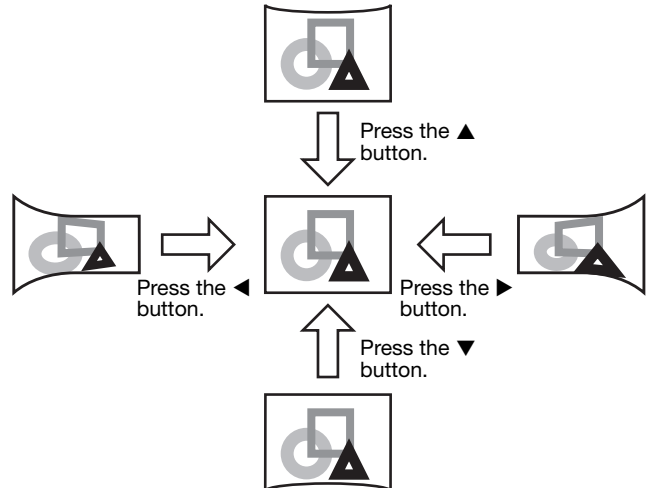 Press the ▲
button.
Press the ◀
button.
Press the ▶
button.
Press the ▼
button.